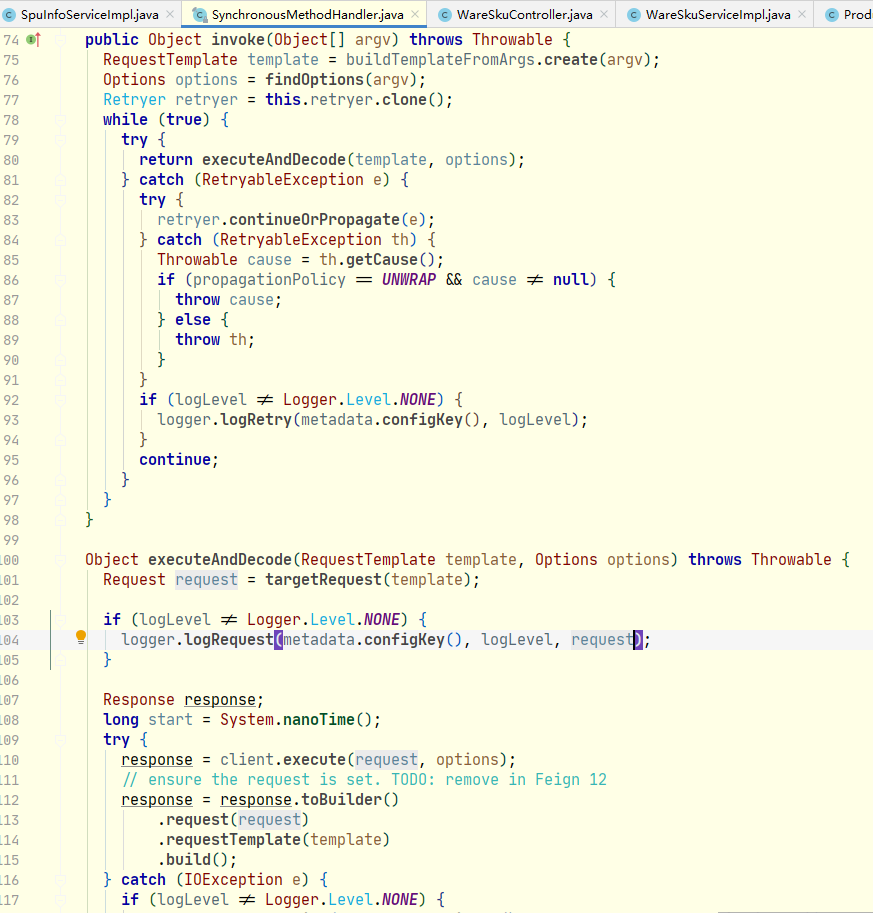 SpuInfoServiceImpl.java × SynchronousMethodHandler.java × WareSkuController.java × WareSkuServiceImpl.java × Prod
74 public Object invoke(Object[] argv) throws Throwable {
75 RequestTemplate template = buildTemplateFromArgs.create(argv);
76 Options options = findOptions(argv);
77 Retryer retryer = this.retryer.clone();
78 while (true) {
79 try {
80 return executeAndDecode(template, options);
81 } catch (RetryableException e) {
82 try {
83 retryer.continueOrPropagate(e);
84 } catch (RetryableException th) {
85 Throwable cause = th.getCause();
86 if (propagationPolicy == UNWRAP && cause ≠ null) {
87 throw cause;
88 } else {
89 throw th;
90 }
91 }
92 if (logLevel ≠ Logger.Level.NONE) {
93 logger.logRetry(metadata.configKey(), logLevel);
94 }
95 continue;
96 }
97 }
98 }
99
100 Object executeAndDecode(RequestTemplate template, Options options) throws Throwable {
101 Request request = targetRequest(template);
102
103 if (logLevel ≠ Logger.Level.NONE) {
104 logger.logRequest(metadata.configKey(), logLevel, request);
105 }
106
107 Response response;
108 long start = System.nanoTime();
109 try {
110 response = client.execute(request, options);
111 // ensure the request is set. TODO: remove in Feign 12
112 response = response.toBuilder()
113 .request(request)
114 .requestTemplate(template)
115 .build();
116 } catch (IOException e) {
117 if (logLevel ≠ Logger.Level.NONE) {